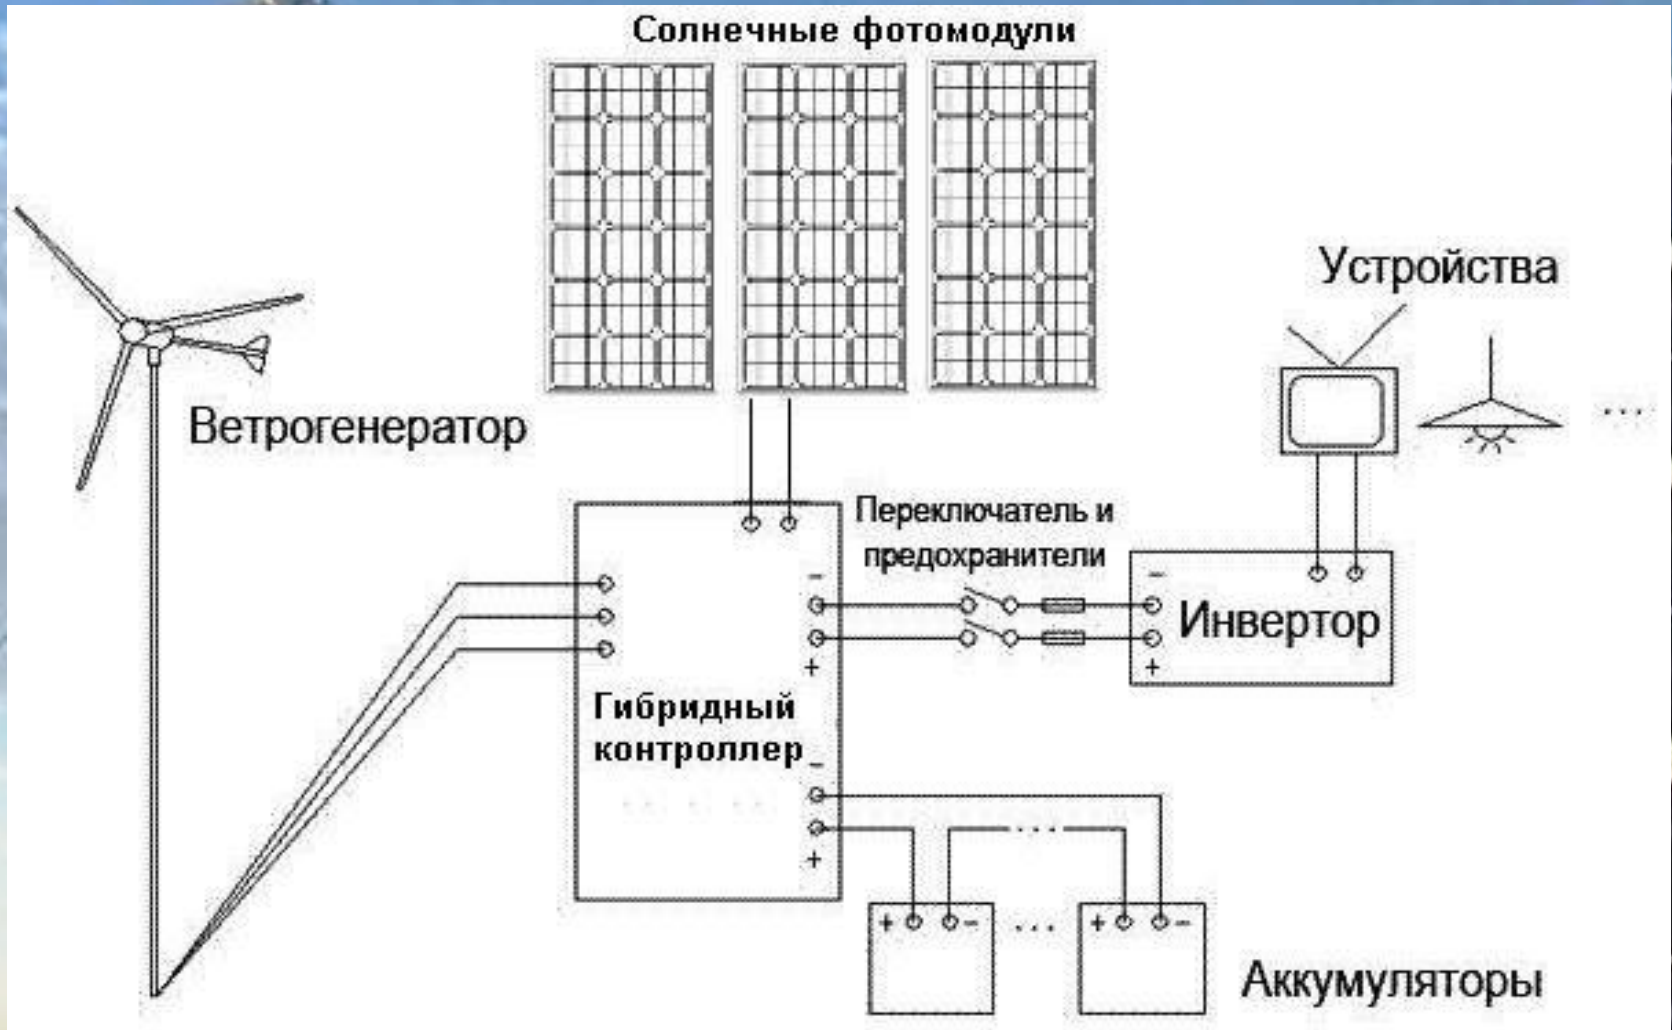 Солнечные фотомодули
Устройства
...
Ветрогенератор
Переключатель и
предохранители
-
-
Инвертор
+
+
Гибридный
контроллер
-
...
+
+ - ... + -
Аккумуляторы